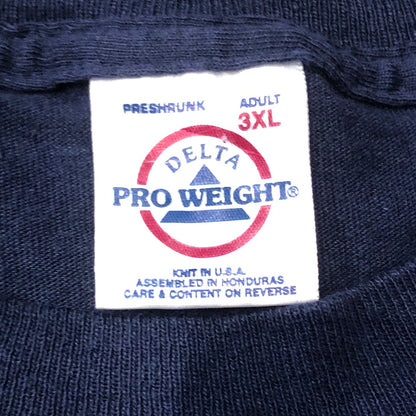 PRESHRUNK ADULT
3XL
DELTA
PRO WEIGHT®
KNIT IN U.S.A.
ASSEMBLED IN HONDURAS
CARE & CONTENT ON REVERSE